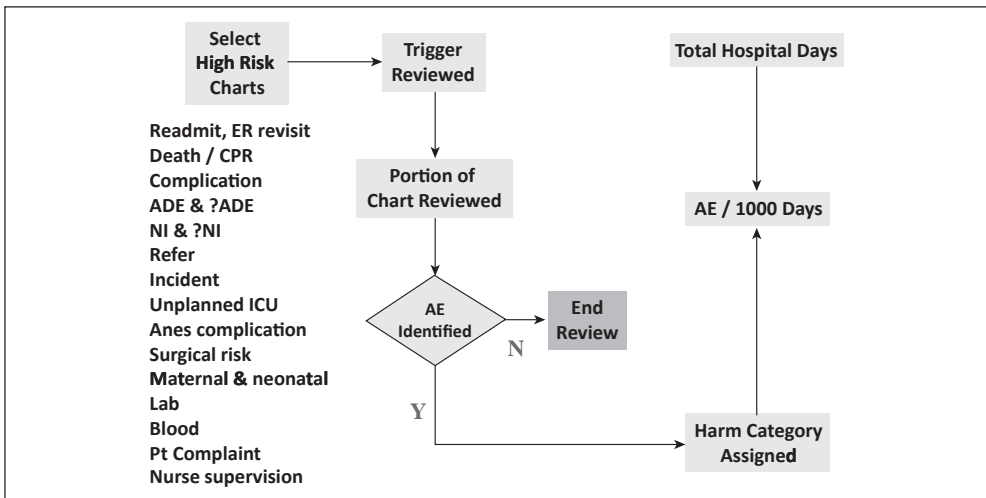 Select
High Risk
Charts
Trigger
Reviewed
Total Hospital Days
Readmit, ER revisit
Death / CPR
Complication
ADE & ?ADE
NI & ?NI
Refer
Incident
Unplanned ICU
Anes complication
Surgical risk
Maternal & neonatal
Lab
Blood
Pt Complaint
Nurse supervision
Portion of
Chart Reviewed
AE / 1000 Days
AE
Identified
N
End
Review
Y
Harm Category
Assigned